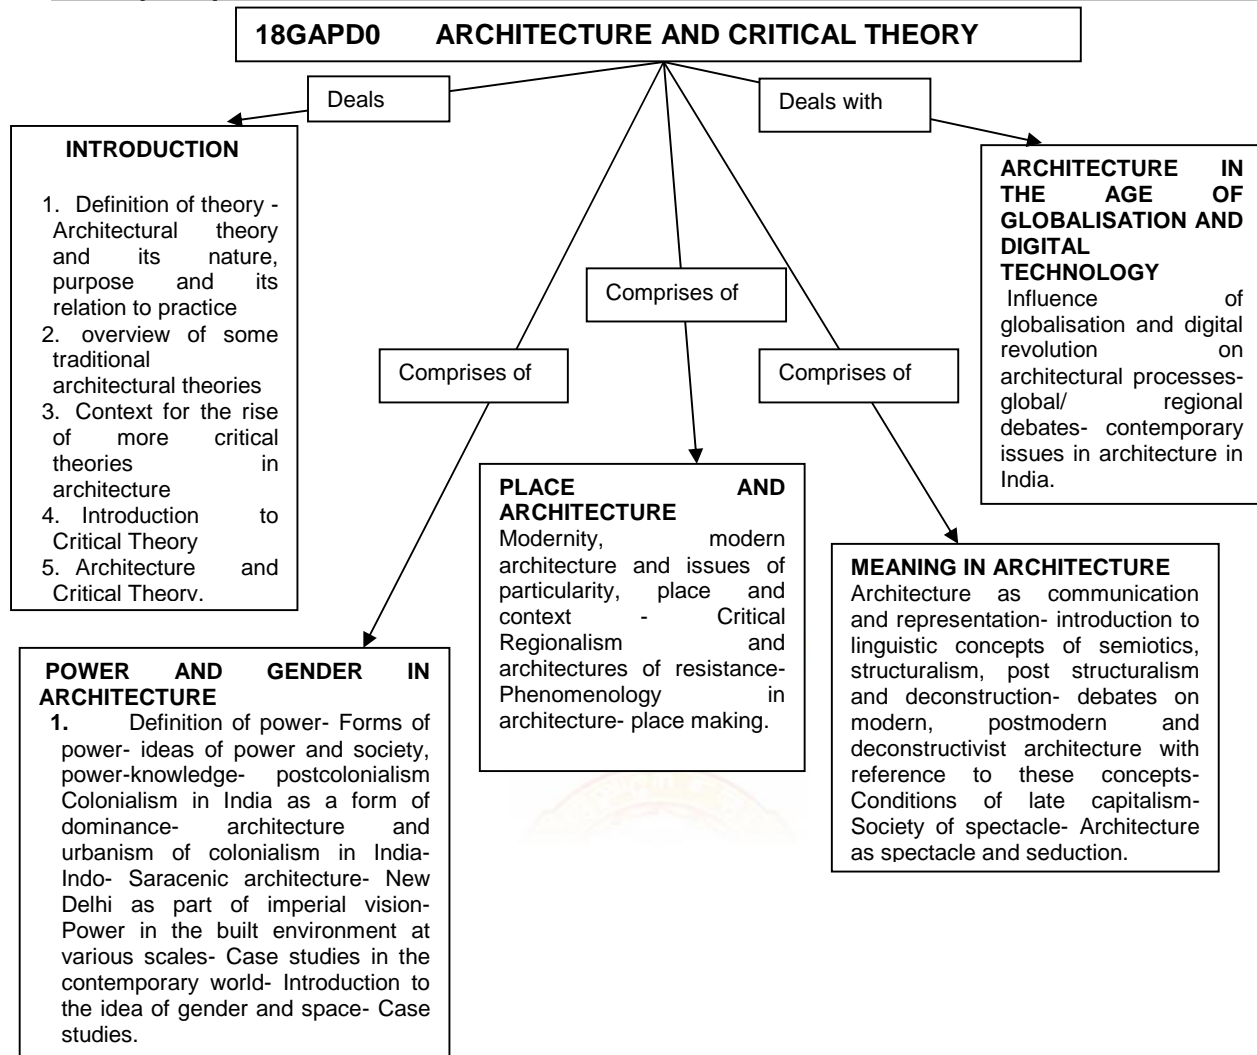 18GAPD0 ARCHITECTURE AND CRITICAL THEORY
Deals
Deals with
INTRODUCTION
1. Definition of theory -
Architectural theory
and its nature,
purpose and its
relation to practice
2. overview of some
traditional
architectural theories
3. Context for the rise
of more critical
theories in
architecture
4. Introduction to
Critical Theory
5. Architecture and
Critical Theory.
ARCHITECTURE IN
THE AGE OF
GLOBALISATION AND
DIGITAL
TECHNOLOGY
Influence of
globalisation and digital
revolution on
architectural processes-
global/ regional
debates- contemporary
issues in architecture in
India.
Comprises of
Comprises of
Comprises of
PLACE AND
ARCHITECTURE
Modernity, modern
architecture and issues of
particularity, place and
context - Critical
Regionalism and
architectures of resistance-
Phenomenology in
architecture- place making.
MEANING IN ARCHITECTURE
Architecture as communication
and representation- introduction to
linguistic concepts of semiotics,
structuralism, post structuralism
and deconstruction- debates on
modern, postmodern and
deconstructivist architecture with
reference to these concepts-
Conditions of late capitalism-
Society of spectacle- Architecture
as spectacle and seduction.
POWER AND GENDER IN
ARCHITECTURE
1. Definition of power- Forms of
power- ideas of power and society,
power-knowledge- postcolonialism
Colonialism in India as a form of
dominance- architecture and
urbanism of colonialism in India-
Indo- Saracenic architecture- New
Delhi as part of imperial vision-
Power in the built environment at
various scales- Case studies in the
contemporary world- Introduction to
the idea of gender and space- Case
studies.